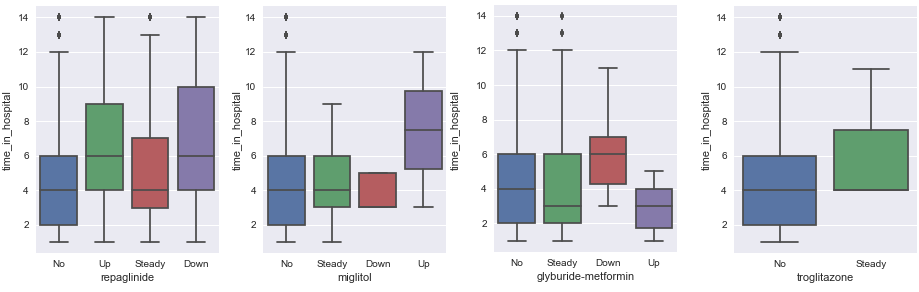 14
12
10
8
6
4
2
time_in_hospital
No Up Steady Down
repaglinide
14
12
10
8
6
4
2
time_in_hospital
No Steady Down Up
miglitol
14
12
10
8
6
4
2
time_in_hospital
No Steady Down Up
glyburide-metformin
14
12
10
8
6
4
2
time_in_hospital
No Steady
troglitazone